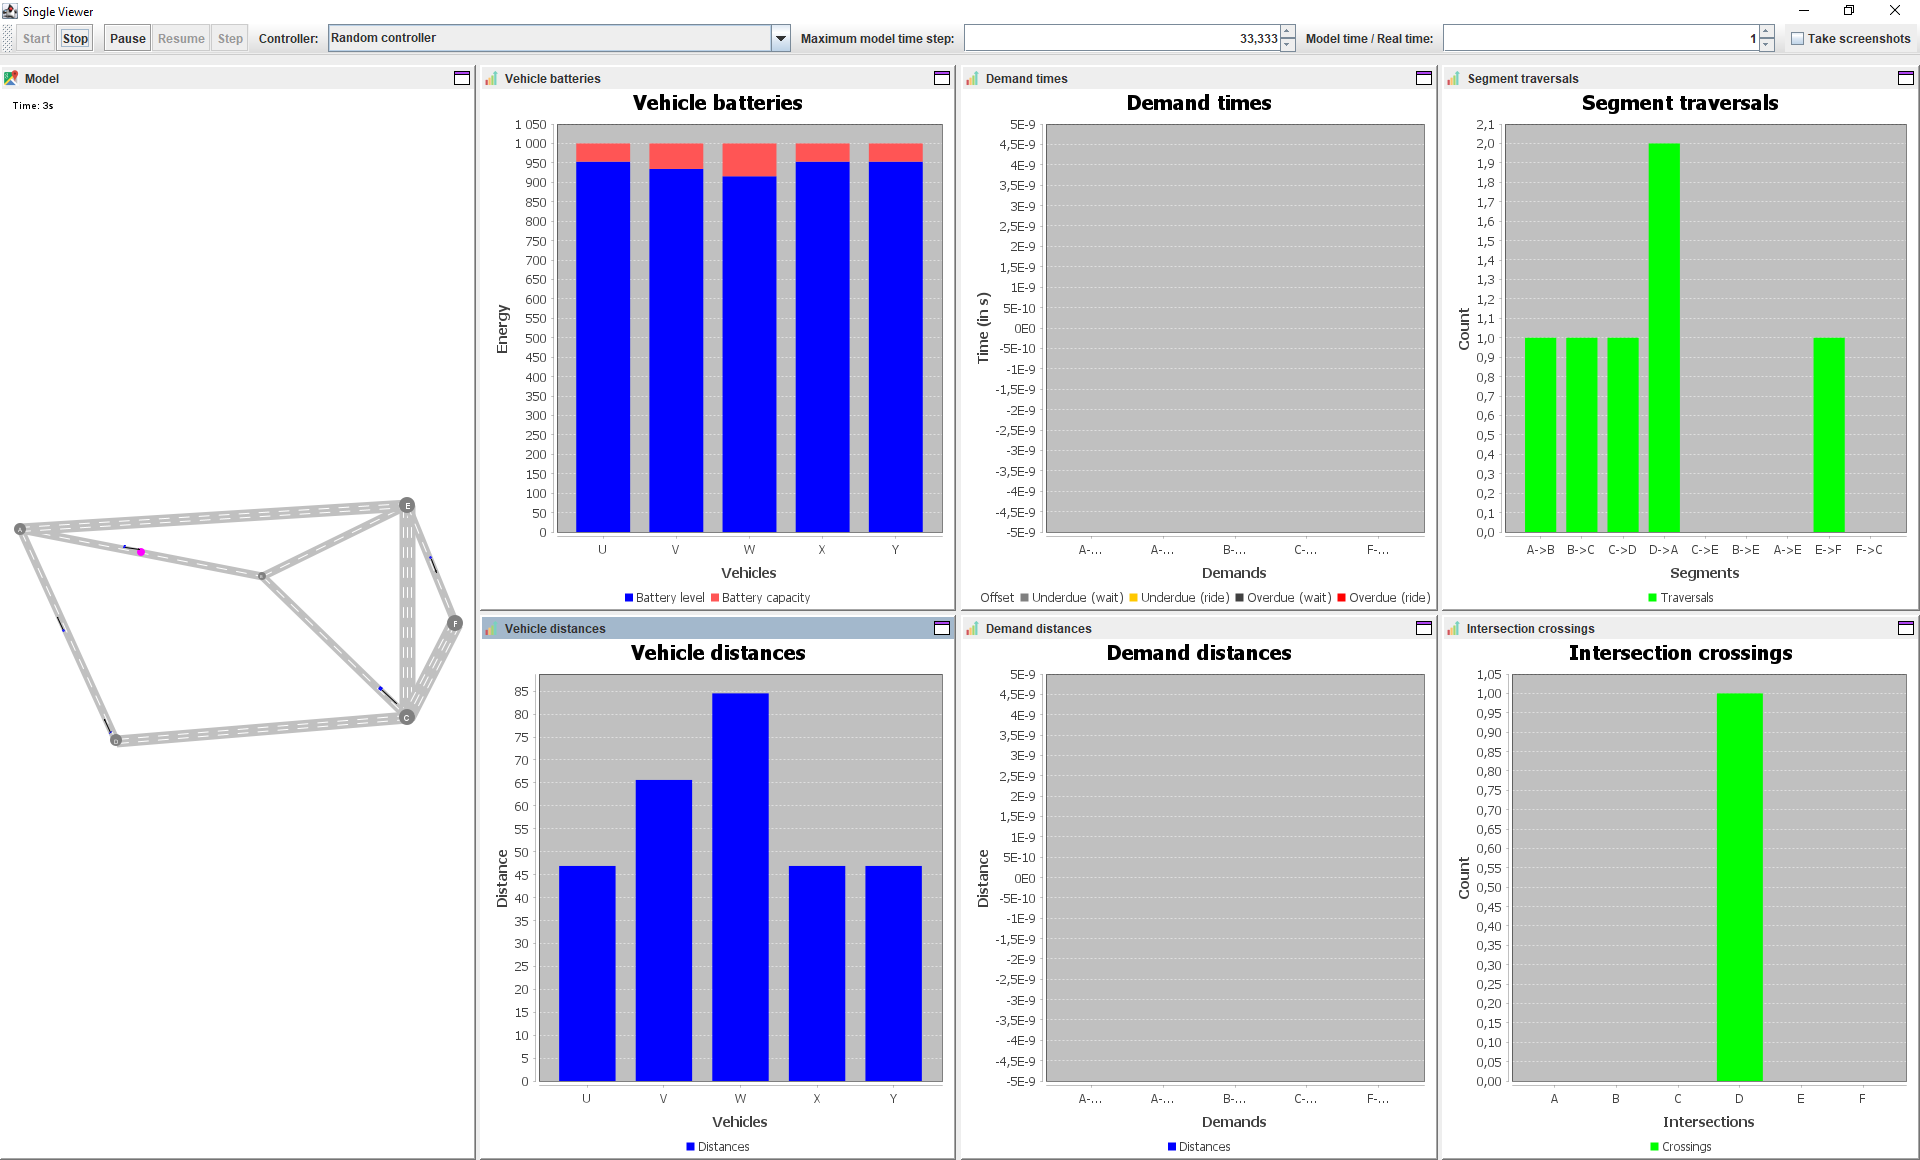 Single Viewer
Start Stop Pause Resume Step Controller: Random controller Maximum model time step: 33,333 Model time / Real time: 1 Take screenshots
Model
Time: 3s
A
E
B
F
C
D
Vehicle batteries
Vehicle batteries
1 050
1 000
950
900
850
800
750
700
650
600
550
500
450
400
350
300
250
200
150
100
50
0
Energy
U V W X Y
Vehicles
Battery level Battery capacity
Demand times
Demand times
5E-9
4,5E-9
4E-9
3,5E-9
3E-9
2,5E-9
2E-9
1,5E-9
1E-9
5E-10
0E0
-5E-10
-1E-9
-1,5E-9
-2E-9
-2,5E-9
-3E-9
-3,5E-9
-4E-9
-4,5E-9
-5E-9
Time (in s)
A-... A-... B-... C-... F-...
Demands
Offset Underdue (wait) Underdue (ride) Overdue (wait) Overdue (ride)
Segment traversals
Segment traversals
2,1
2,0
1,9
1,8
1,7
1,6
1,5
1,4
1,3
1,2
1,1
1,0
0,9
0,8
0,7
0,6
0,5
0,4
0,3
0,2
0,1
0,0
Count
A->B B->C C->D D->A C->E B->E A->E E->F F->C
Segments
Traversals
Vehicle distances
Vehicle distances
85
80
75
70
65
60
55
50
45
40
35
30
25
20
15
10
5
0
Distance
U V W X Y
Vehicles
Distances
Demand distances
Demand distances
5E-9
4,5E-9
4E-9
3,5E-9
3E-9
2,5E-9
2E-9
1,5E-9
1E-9
5E-10
0E0
-5E-10
-1E-9
-1,5E-9
-2E-9
-2,5E-9
-3E-9
-3,5E-9
-4E-9
-4,5E-9
-5E-9
Distance
A-... A-... B-... C-... F-...
Demands
Distances
Intersection crossings
Intersection crossings
1,05
1,00
0,95
0,90
0,85
0,80
0,75
0,70
0,65
0,60
0,55
0,50
0,45
0,40
0,35
0,30
0,25
0,20
0,15
0,10
0,05
0,00
Count
A B C D E F
Intersections
Crossings